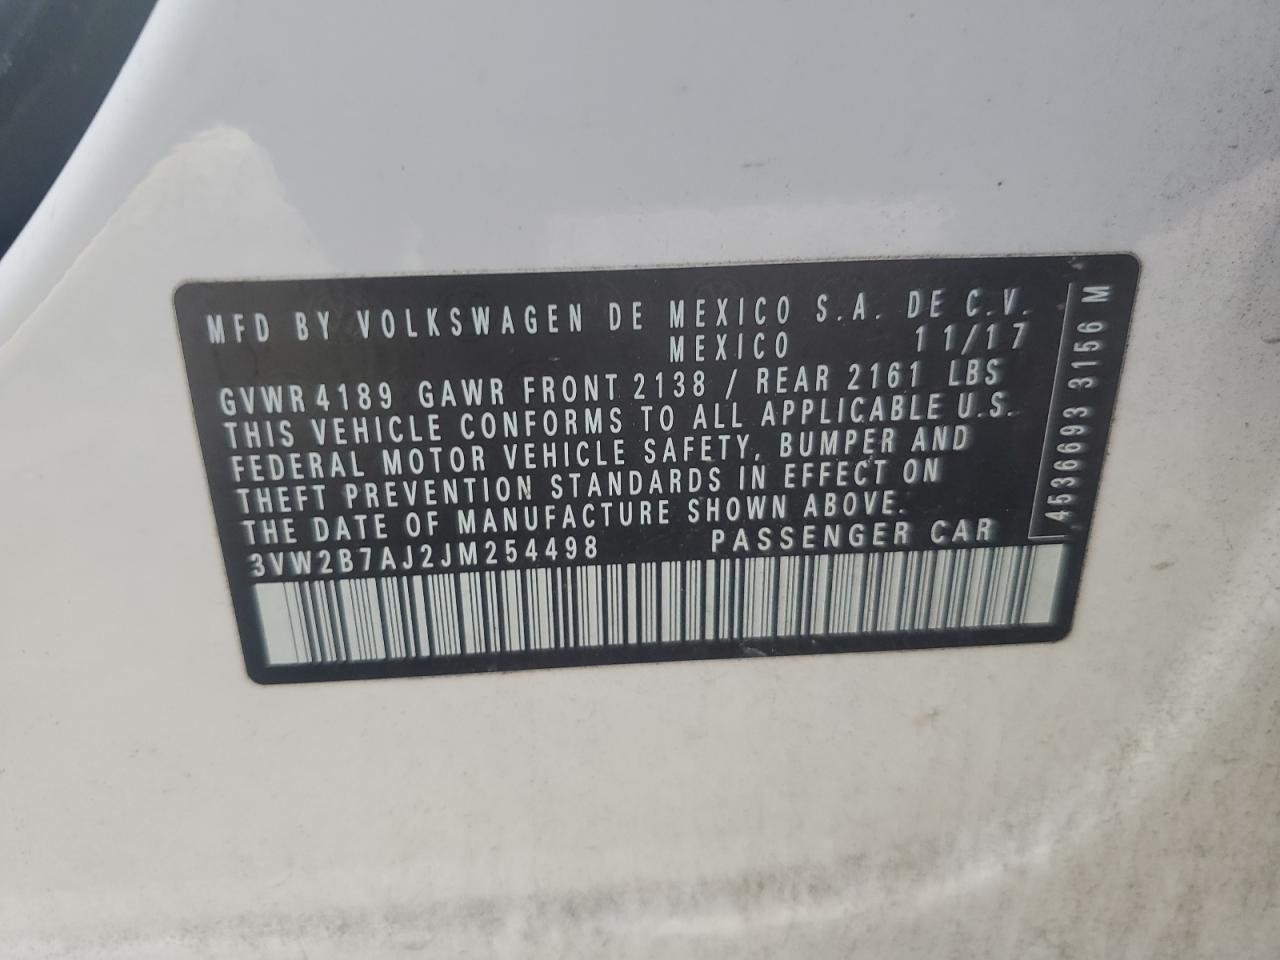 MFD BY VOLKSWAGEN DE MEXICO S.A. DE C.V.
MEXICO 11/17
GVWR 4189 GAWR FRONT 2138 / REAR 2161 LBS
THIS VEHICLE CONFORMS TO ALL APPLICABLE U.S.
FEDERAL MOTOR VEHICLE SAFETY, BUMPER AND
THEFT PREVENTION STANDARDS IN EFFECT ON
THE DATE OF MANUFACTURE SHOWN ABOVE.
3VW2B7AJ2JM254498 PASSENGER CAR
4536693 3156 M